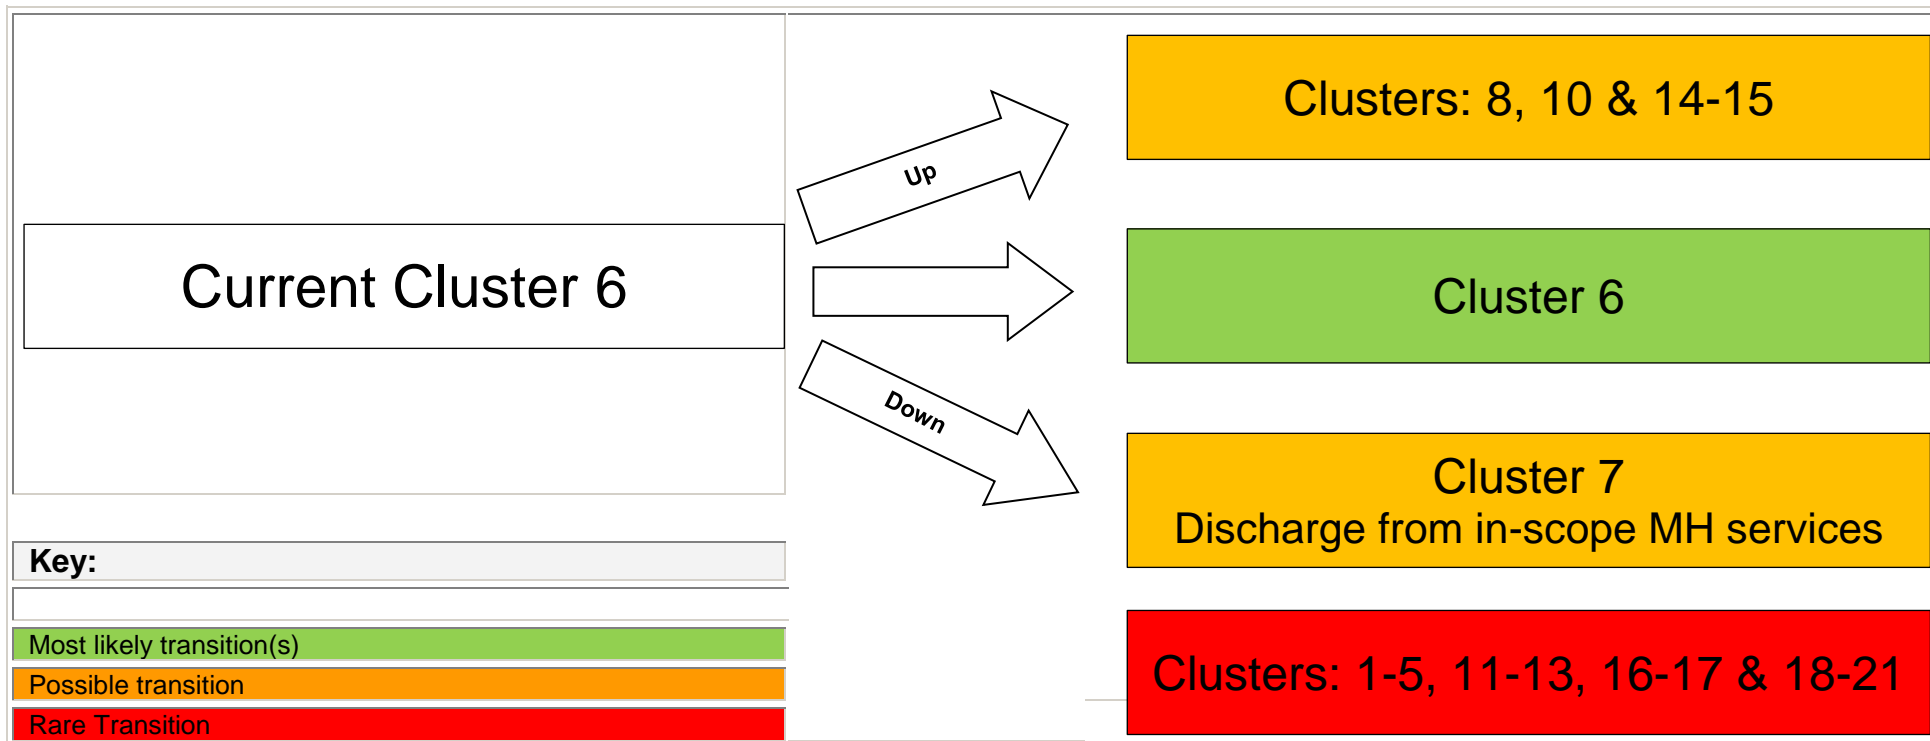 Current Cluster 6
Up
Down
Clusters: 8, 10 & 14-15
Cluster 6
Cluster 7
Discharge from in-scope MH services
Clusters: 1-5, 11-13, 16-17 & 18-21
Key:
Most likely transition(s)
Possible transition
Rare Transition